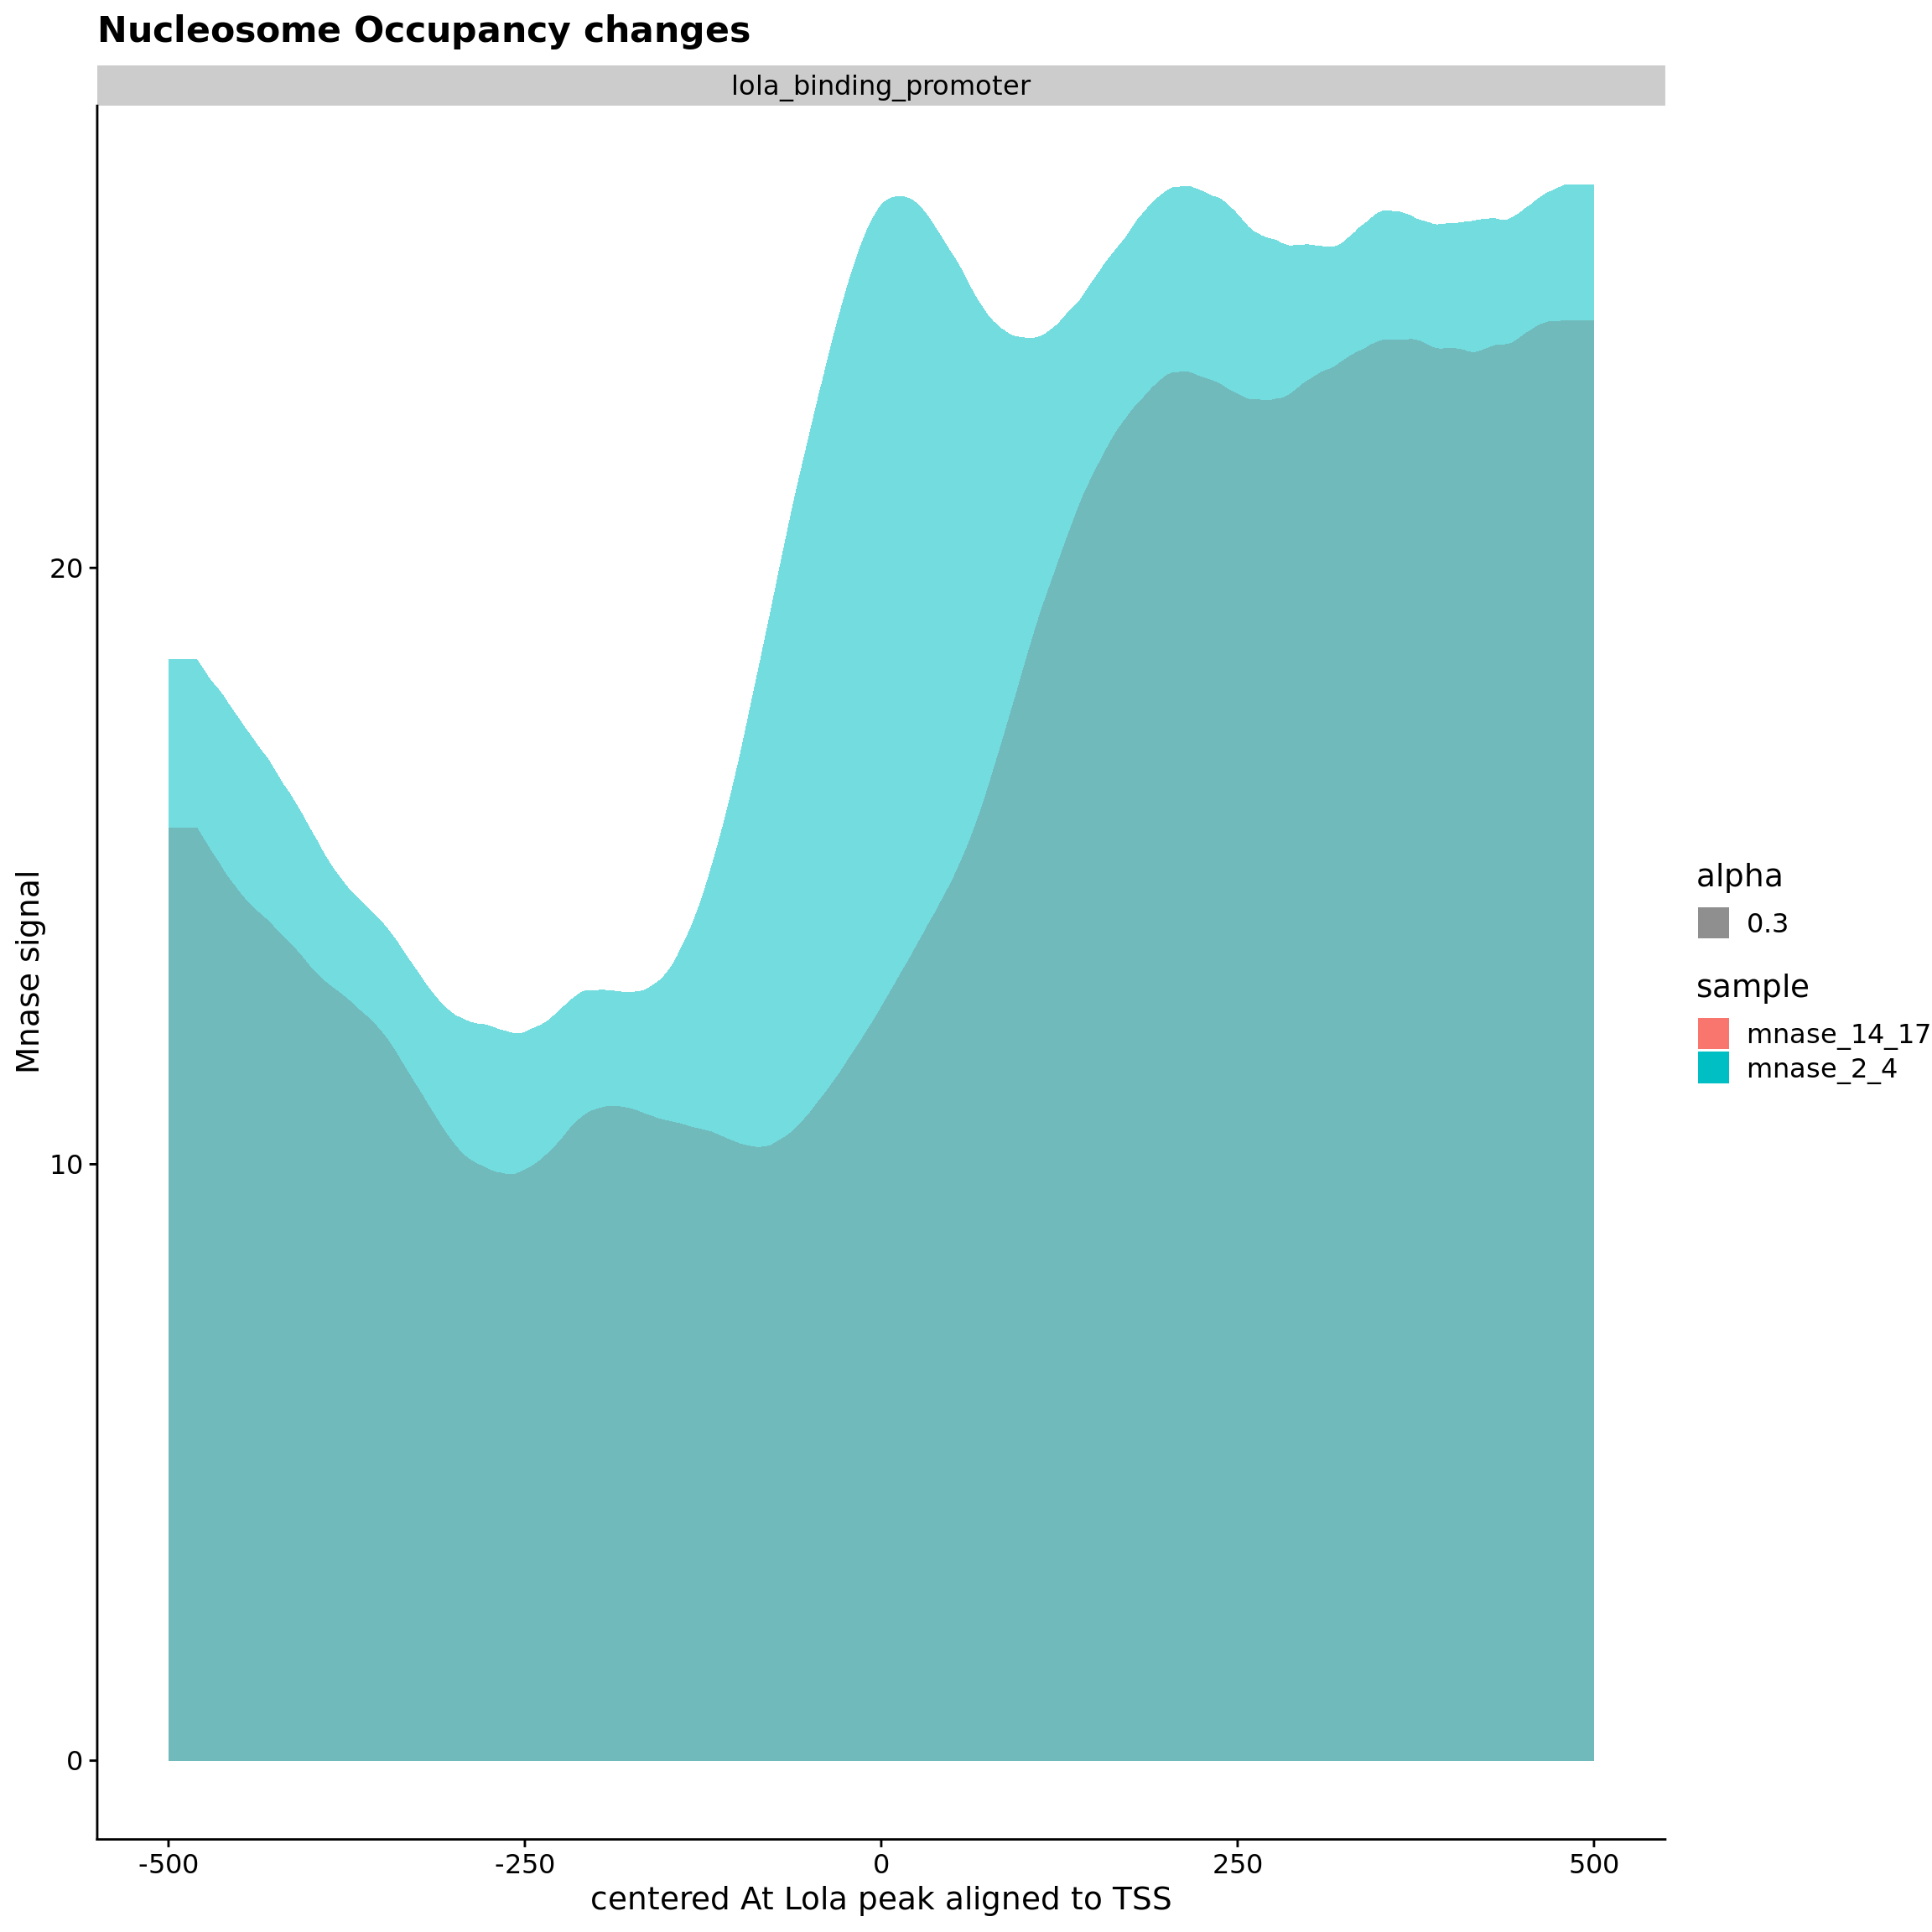 Nucleosome Occupancy changes
lola_binding_promoter
Mnase signal
20
10
0
-500
-250
0
250
500
centered At Lola peak aligned to TSS
alpha
0.3
sample
mnase_14_17
mnase_2_4